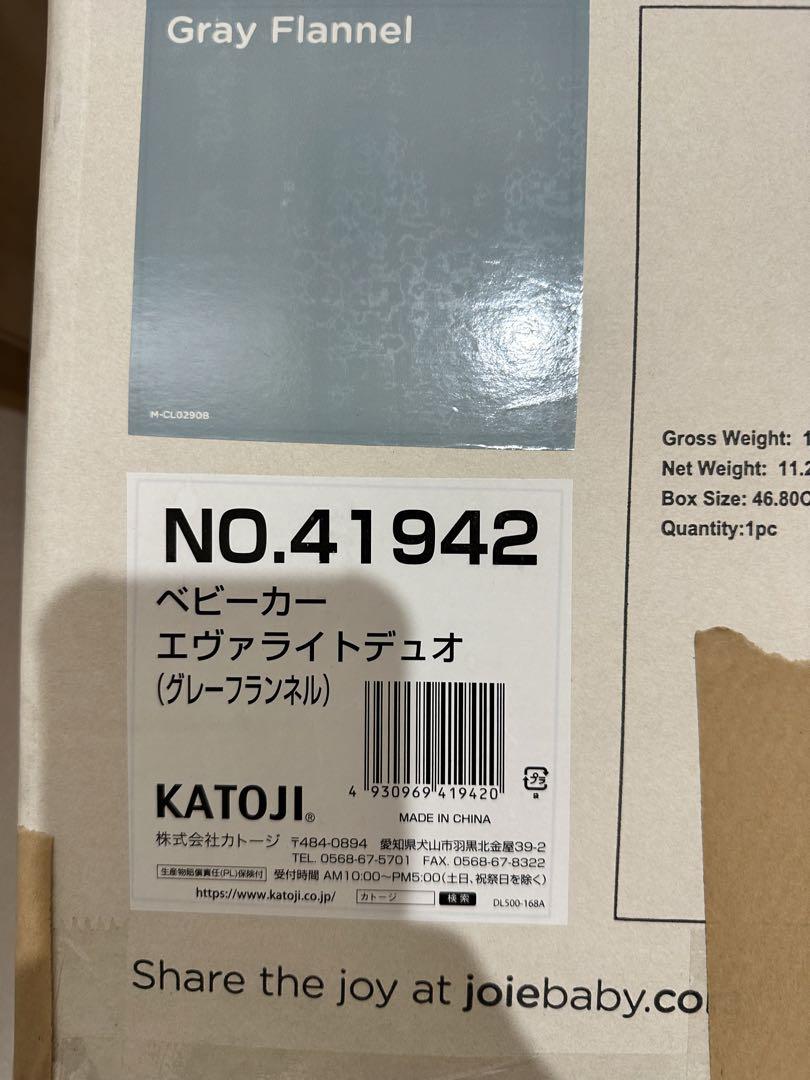 Gray Flannel
M-CL0290B
Gross Weight:
Net Weight: 11.2
Box Size: 46.80
Quantity:1pc
NO.41942
ベビーカー
エヴァライトデュオ
(グレーフランネル)
4 930969 419420
プラ
KATOJI®
MADE IN CHINA
株式会社カトージ 〒484-0894 愛知県犬山市羽黒北金屋39-2
TEL. 0568-67-5701 FAX. 0568-67-8322
生産物賠償責任(PL)保険付 受付時間 AM10:00〜PM5:00(土日、祝祭日を除く)
https://www.katoji.co.jp/ カトージ 検索 DL500-168A
Share the joy at joiebaby.co